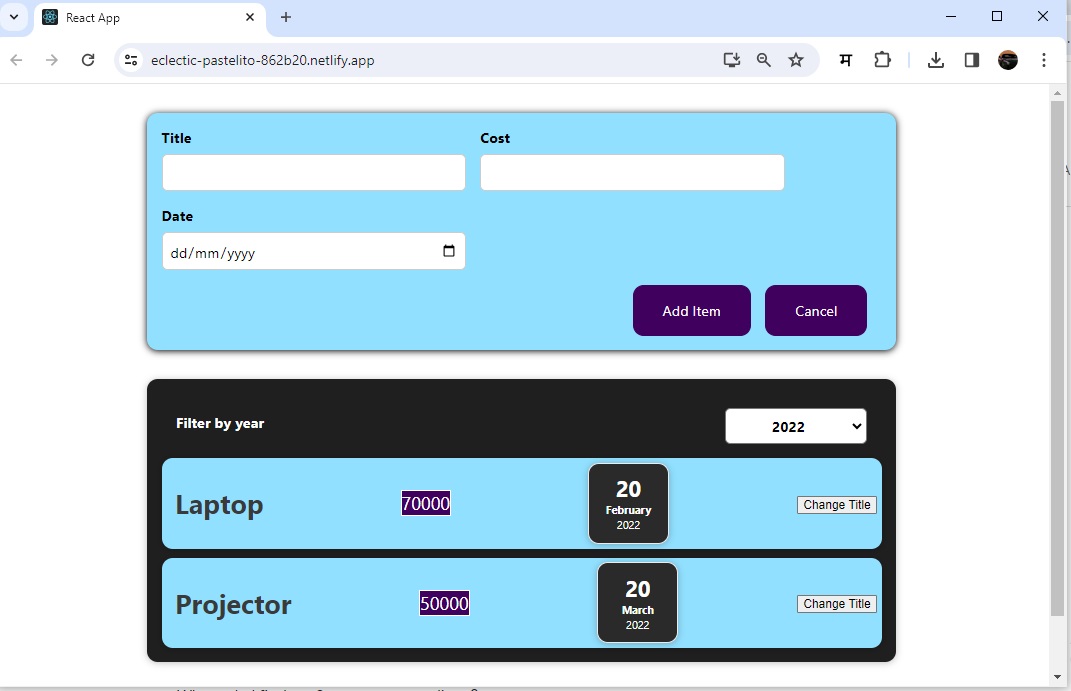 React App
eclectic-pastelito-862b20.netlify.app
म
Title
Cost
Date
dd/mm/yyyy
Add Item
Cancel
Filter by year
2022
Laptop
70000
20
February
2022
Change Title
Projector
50000
20
March
2022
Change Title